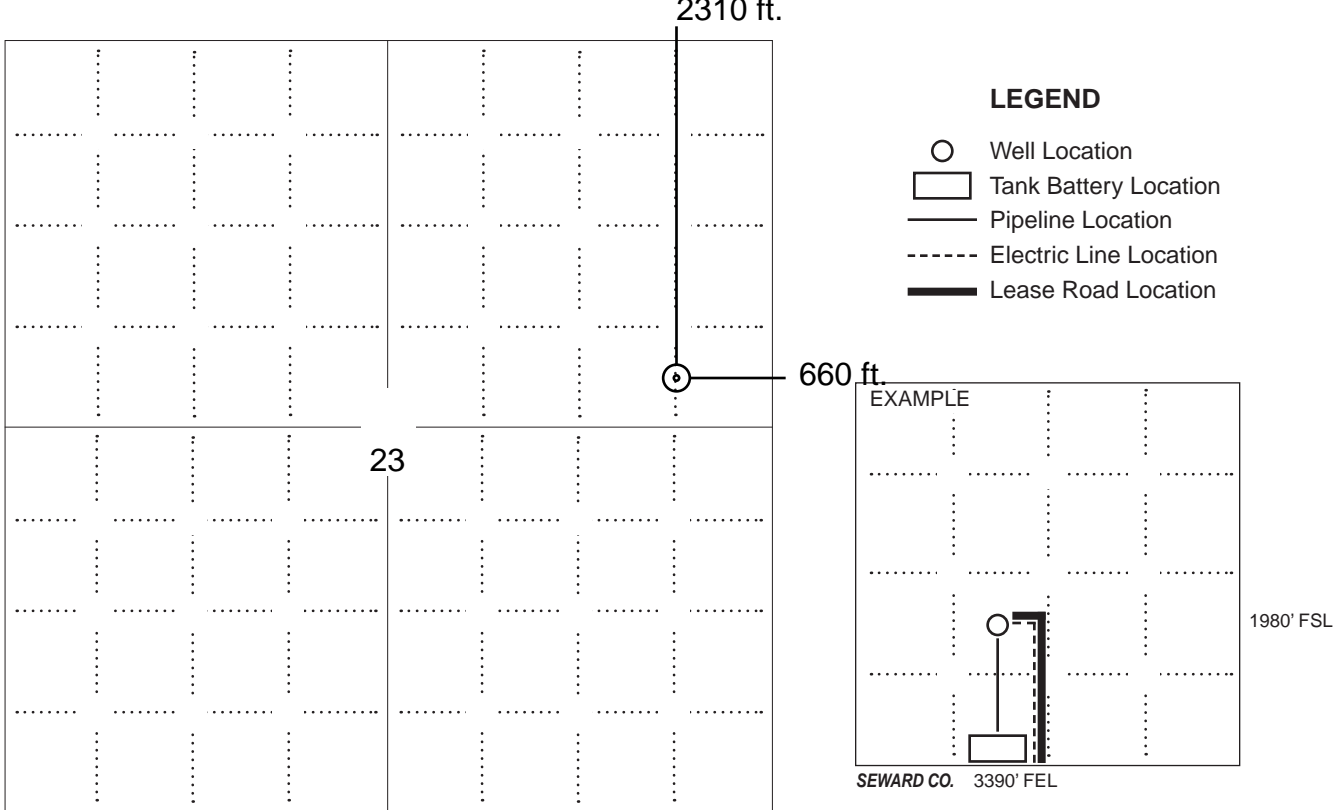 2310 ft.
LEGEND
Well Location
Tank Battery Location
Pipeline Location
Electric Line Location
Lease Road Location
660 ft.
EXAMPLE
23
1980' FSL
SEWARD CO. 3390' FEL